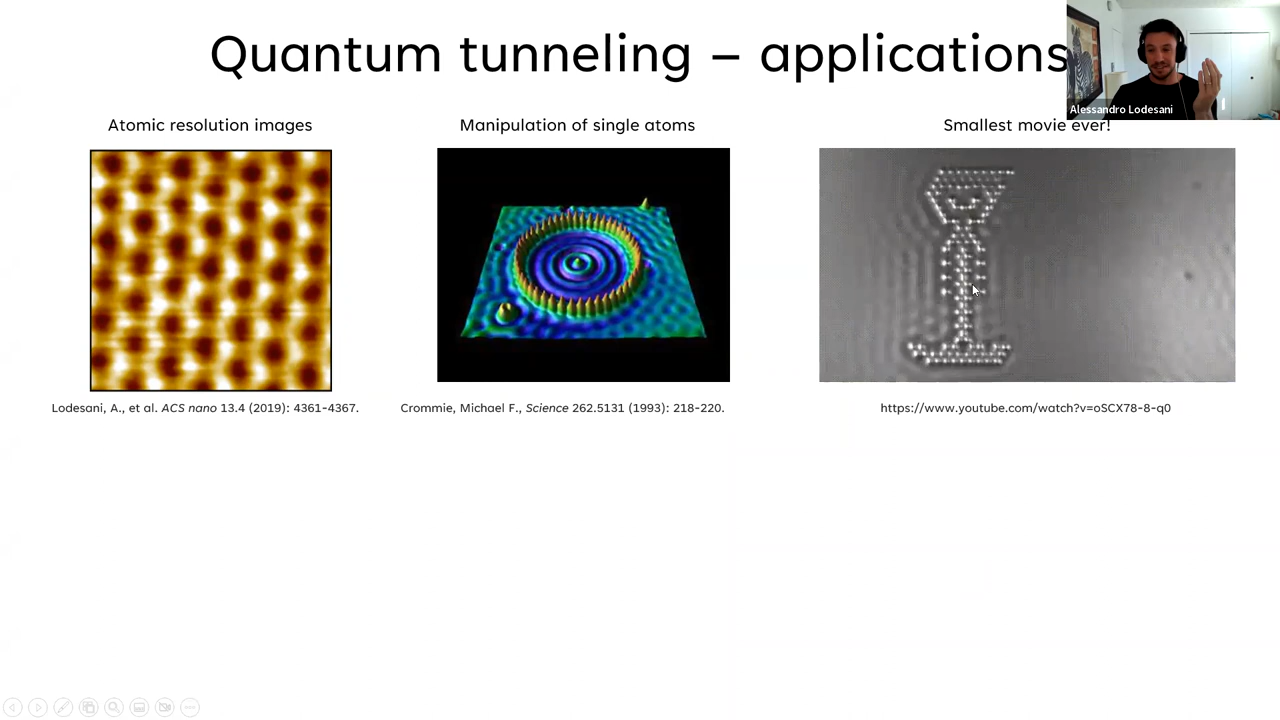 Quantum tunneling – applications
Alessandro Lodesani
Atomic resolution images
Manipulation of single atoms
Smallest movie ever!
Lodesani, A., et al. ACS nano 13.4 (2019): 4361-4367.
Crommie, Michael F., Science 262.5131 (1993): 218-220.
https://www.youtube.com/watch?v=oSCX78-8-q0